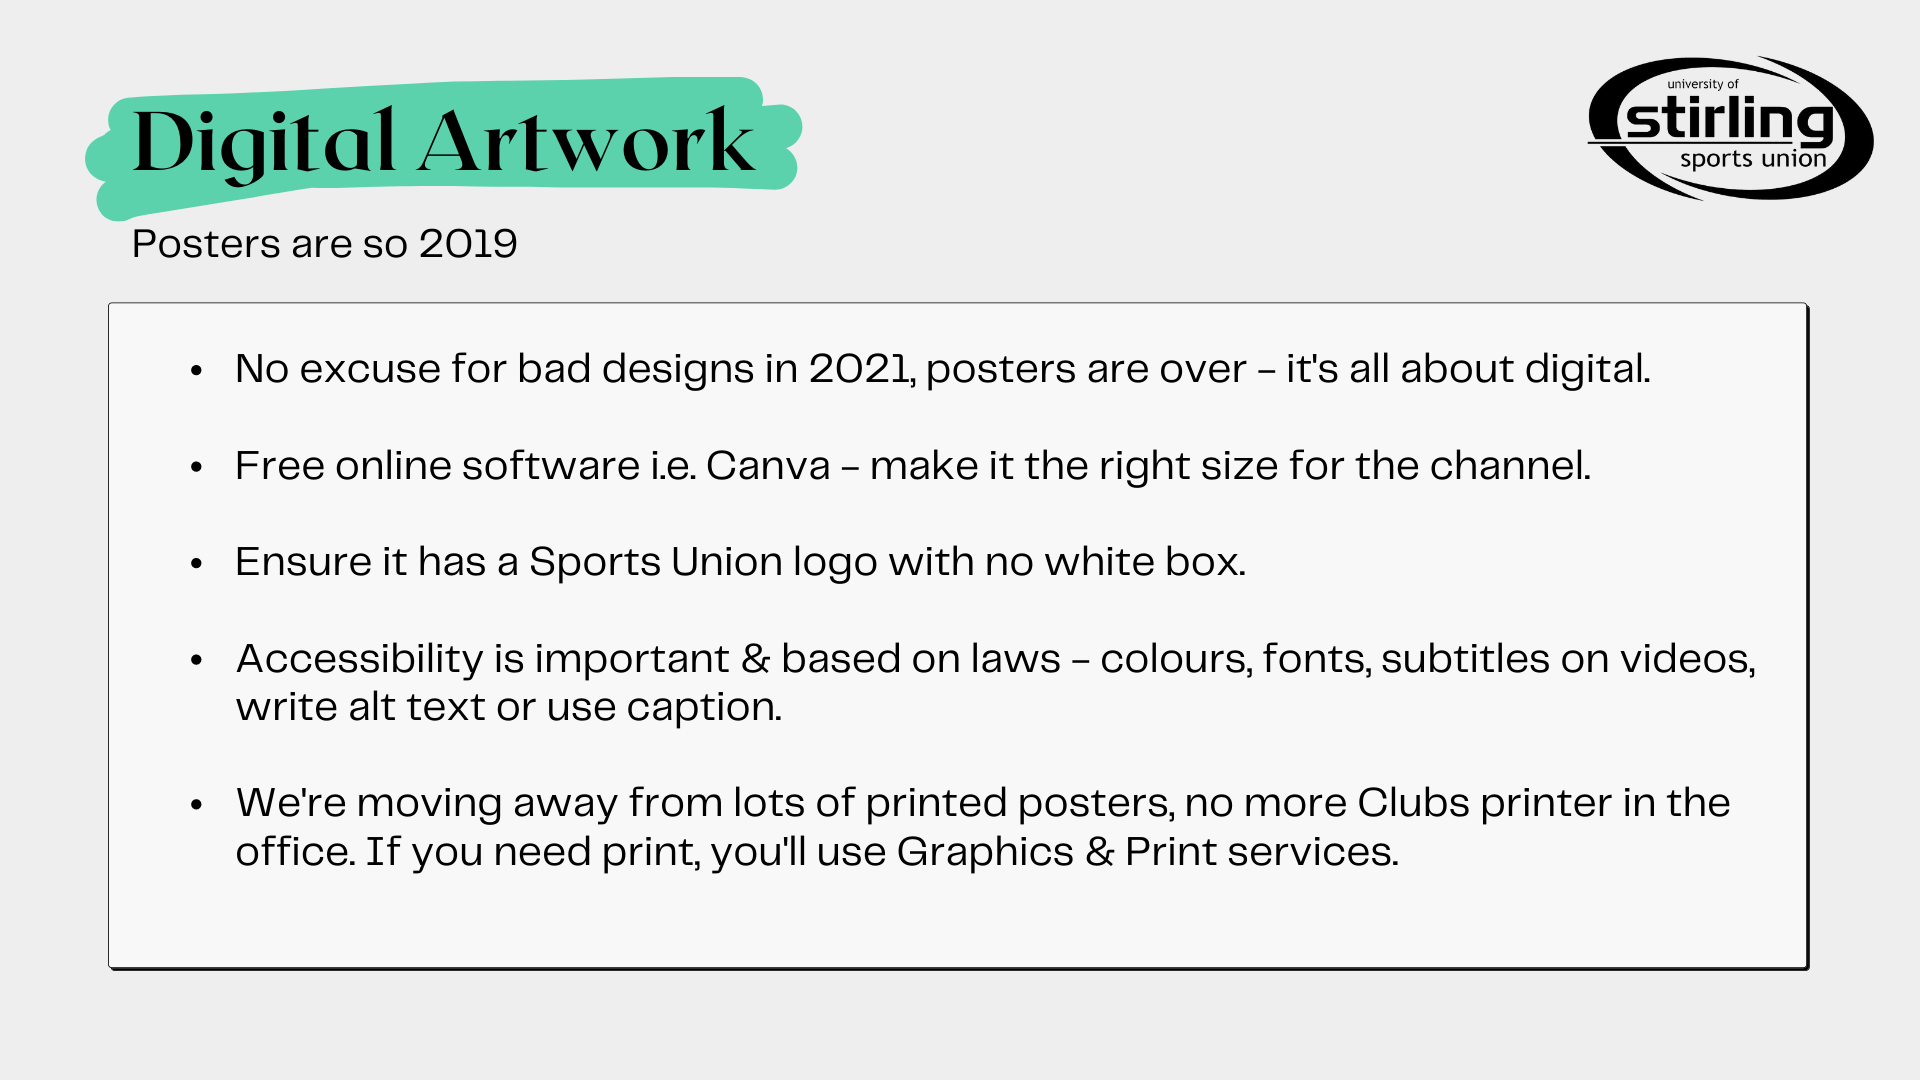 Digital Artwork
university of
stirling
sports union
Posters are so 2019
• No excuse for bad designs in 2021, posters are over – it's all about digital.
• Free online software i.e. Canva – make it the right size for the channel.
• Ensure it has a Sports Union logo with no white box.
• Accessibility is important & based on laws – colours, fonts, subtitles on videos,
write alt text or use caption.
• We're moving away from lots of printed posters, no more Clubs printer in the
office. If you need print, you'll use Graphics & Print services.